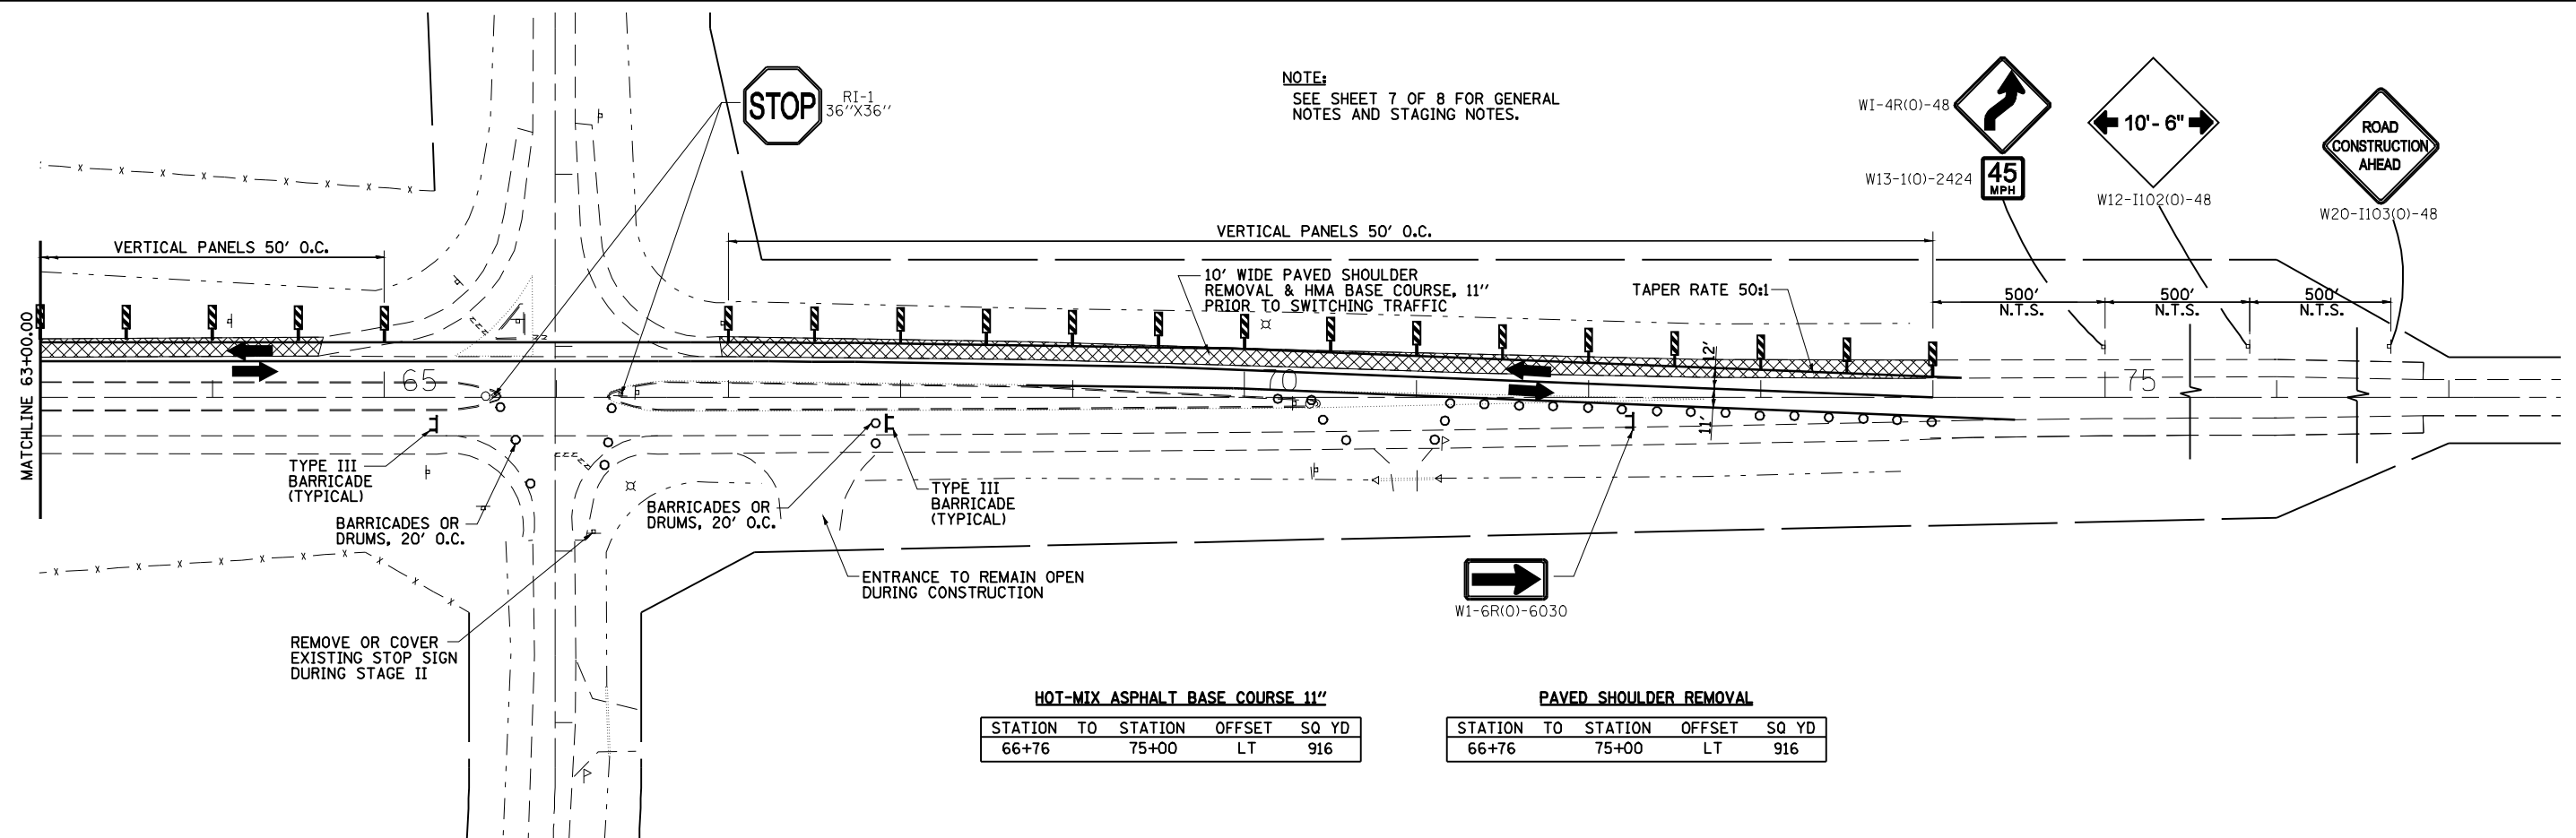 STOP
RI-1
36"X36"
NOTE:
SEE SHEET 7 OF 8 FOR GENERAL
NOTES AND STAGING NOTES.
WI-4R(O)-48
W13-1(O)-2424
45
MPH
10'- 6"
W12-I102(O)-48
ROAD
CONSTRUCTION
AHEAD
W20-I103(O)-48
VERTICAL PANELS 50' O.C.
VERTICAL PANELS 50' O.C.
10' WIDE PAVED SHOULDER
REMOVAL & HMA BASE COURSE, 11"
PRIOR TO SWITCHING TRAFFIC
TAPER RATE 50:1
500'
N.T.S.
500'
N.T.S.
500'
N.T.S.
MATCHLINE 63+00.00
65
70
75
12'
11'
TYPE III
BARRICADE
(TYPICAL)
BARRICADES OR
DRUMS, 20' O.C.
BARRICADES OR
DRUMS, 20' O.C.
TYPE III
BARRICADE
(TYPICAL)
ENTRANCE TO REMAIN OPEN
DURING CONSTRUCTION
W1-6R(O)-6030
REMOVE OR COVER
EXISTING STOP SIGN
DURING STAGE II
HOT-MIX ASPHALT BASE COURSE 11"
STATION TO STATION OFFSET SQ YD
66+76 75+00 LT 916
PAVED SHOULDER REMOVAL
STATION TO STATION OFFSET SQ YD
66+76 75+00 LT 916